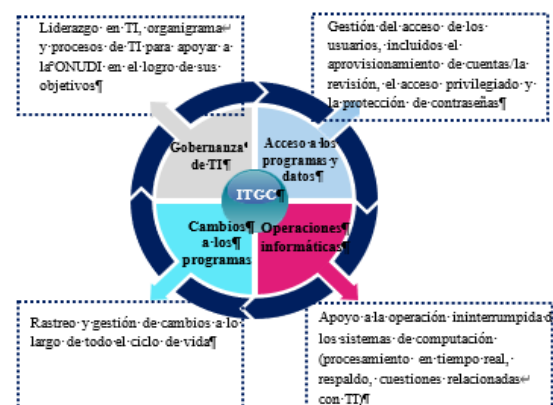 Liderazgo en TI, organigrama
y procesos de TI para apoyar a
la ONUDI en el logro de sus
objetivos¶
Gestión del acceso de los
usuarios, incluidos el
aprovisionamiento de cuentas/la
revisión, el acceso privilegiado y
la protección de contraseñas¶
Gobernanza
de TI¶
Acceso a los
programas y
datos¶
ITGC¶
Cambios¶
a los¶
programas
Operaciones¶
informáticas¶
Rastreo y gestión de cambios a lo
largo de todo el ciclo de vida¶
Apoyo a la operación ininterrumpida d
los sistemas de computación
(procesamiento en tiempo real,
respaldo, cuestiones relacionadas
con TI)¶